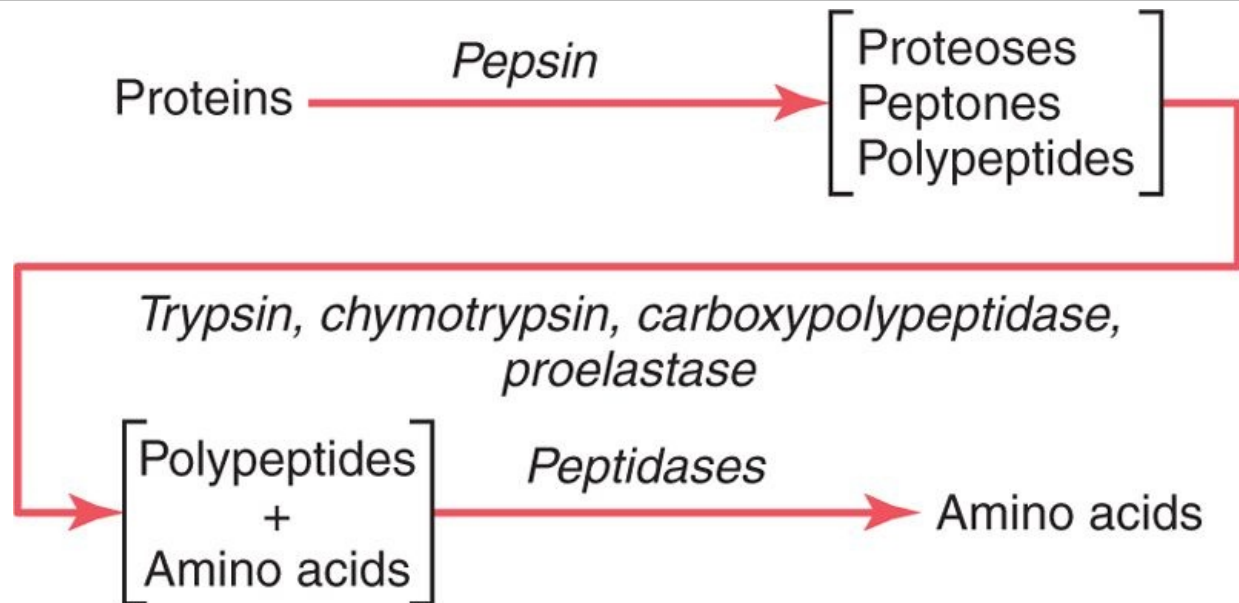 Proteins
Pepsin
Proteoses
Peptones
Polypeptides
Trypsin, chymotrypsin, carboxypolypeptidase,
proelastase
Polypeptides
+
Amino acids
Peptidases
Amino acids